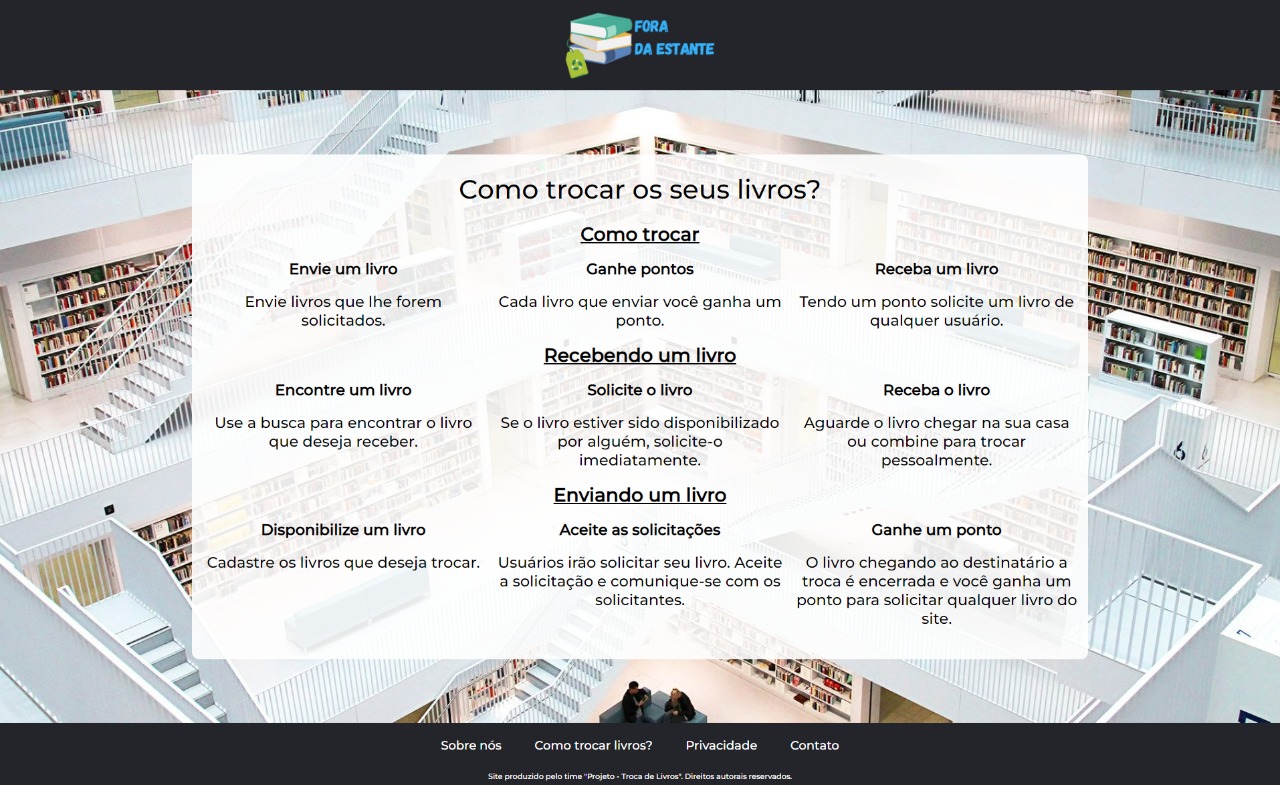 FORA
DA ESTANTE
Como trocar os seus livros?
Como trocar
Envie um livro
Envie livros que lhe forem
solicitados.
Ganhe pontos
Cada livro que enviar você ganha um
ponto.
Receba um livro
Tendo um ponto solicite um livro de
qualquer usuário.
Recebendo um livro
Encontre um livro
Use a busca para encontrar o livro
que deseja receber.
Solicite o livro
Se o livro estiver sido disponibilizado
por alguém, solicite-o
imediatamente.
Receba o livro
Aguarde o livro chegar na sua casa
ou combine para trocar
pessoalmente.
Enviando um livro
Disponibilize um livro
Cadastre os livros que deseja trocar.
Aceite as solicitações
Usuários irão solicitar seu livro. Aceite
a solicitação e comunique-se com os
solicitantes.
Ganhe um ponto
O livro chegando ao destinatário a
troca é encerrada e você ganha um
ponto para solicitar qualquer livro do
site.
Sobre nós Como trocar livros? Privacidade Contato
Site produzido pelo time "Projeto - Troca de Livros". Direitos autorais reservados.